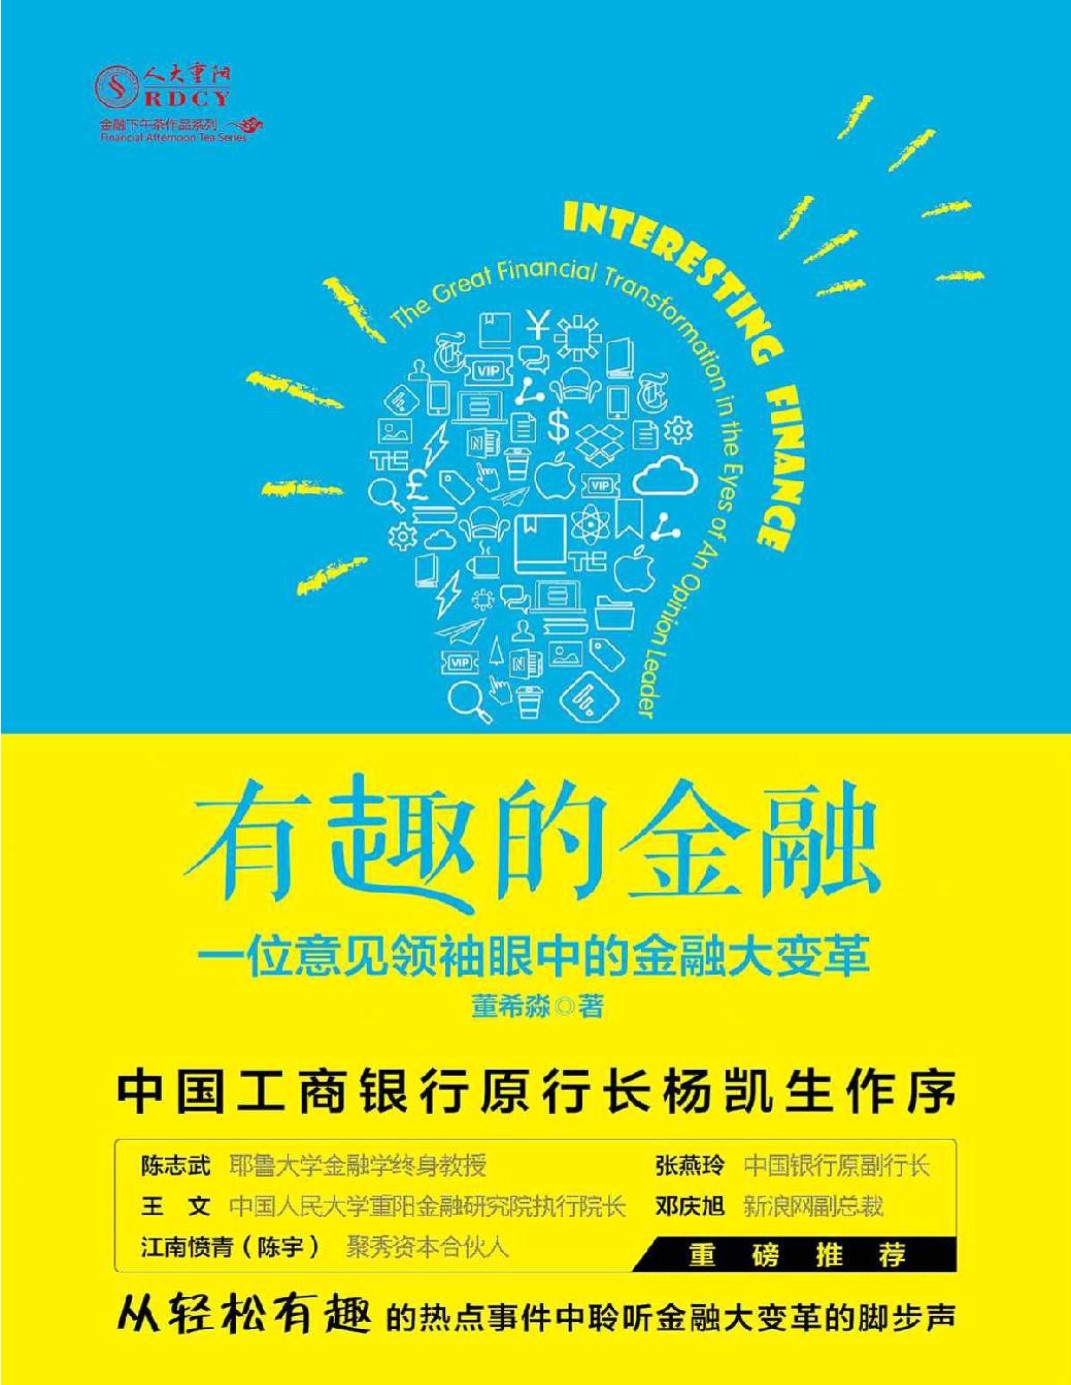 人大重阳
RDCY
金融下午茶作品系列
Financial Afternoon Tea Series
INTERESTING FINANCE
The Great Financial Transformation in the Eyes of An Opinion Leader
¥
VIP
$
N
TE
£
VIP
TE
VIP
N
有趣的金融
一位意见领袖眼中的金融大变革
董希淼◎著
中国工商银行原行长杨凯生作序
陈志武 耶鲁大学金融学终身教授 张燕玲 中国银行原副行长
王 文 中国人民大学重阳金融研究院执行院长 邓庆旭 新浪网副总裁
江南愤青（陈宇） 聚秀资本合伙人
重磅推荐
从轻松有趣的热点事件中聆听金融大变革的脚步声